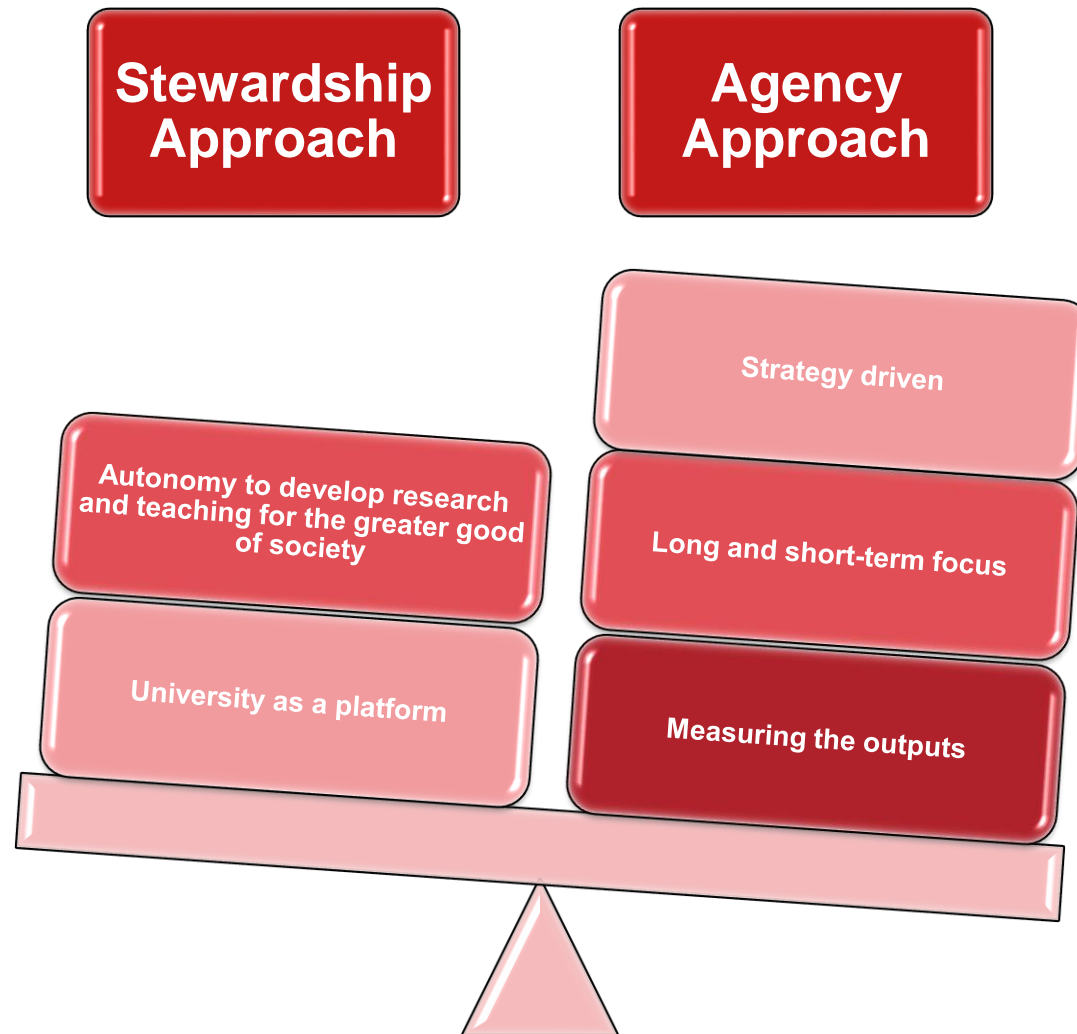 Stewardship
Approach
Agency
Approach
Strategy driven
Autonomy to develop research
and teaching for the greater good
of society
Long and short-term focus
University as a platform
Measuring the outputs